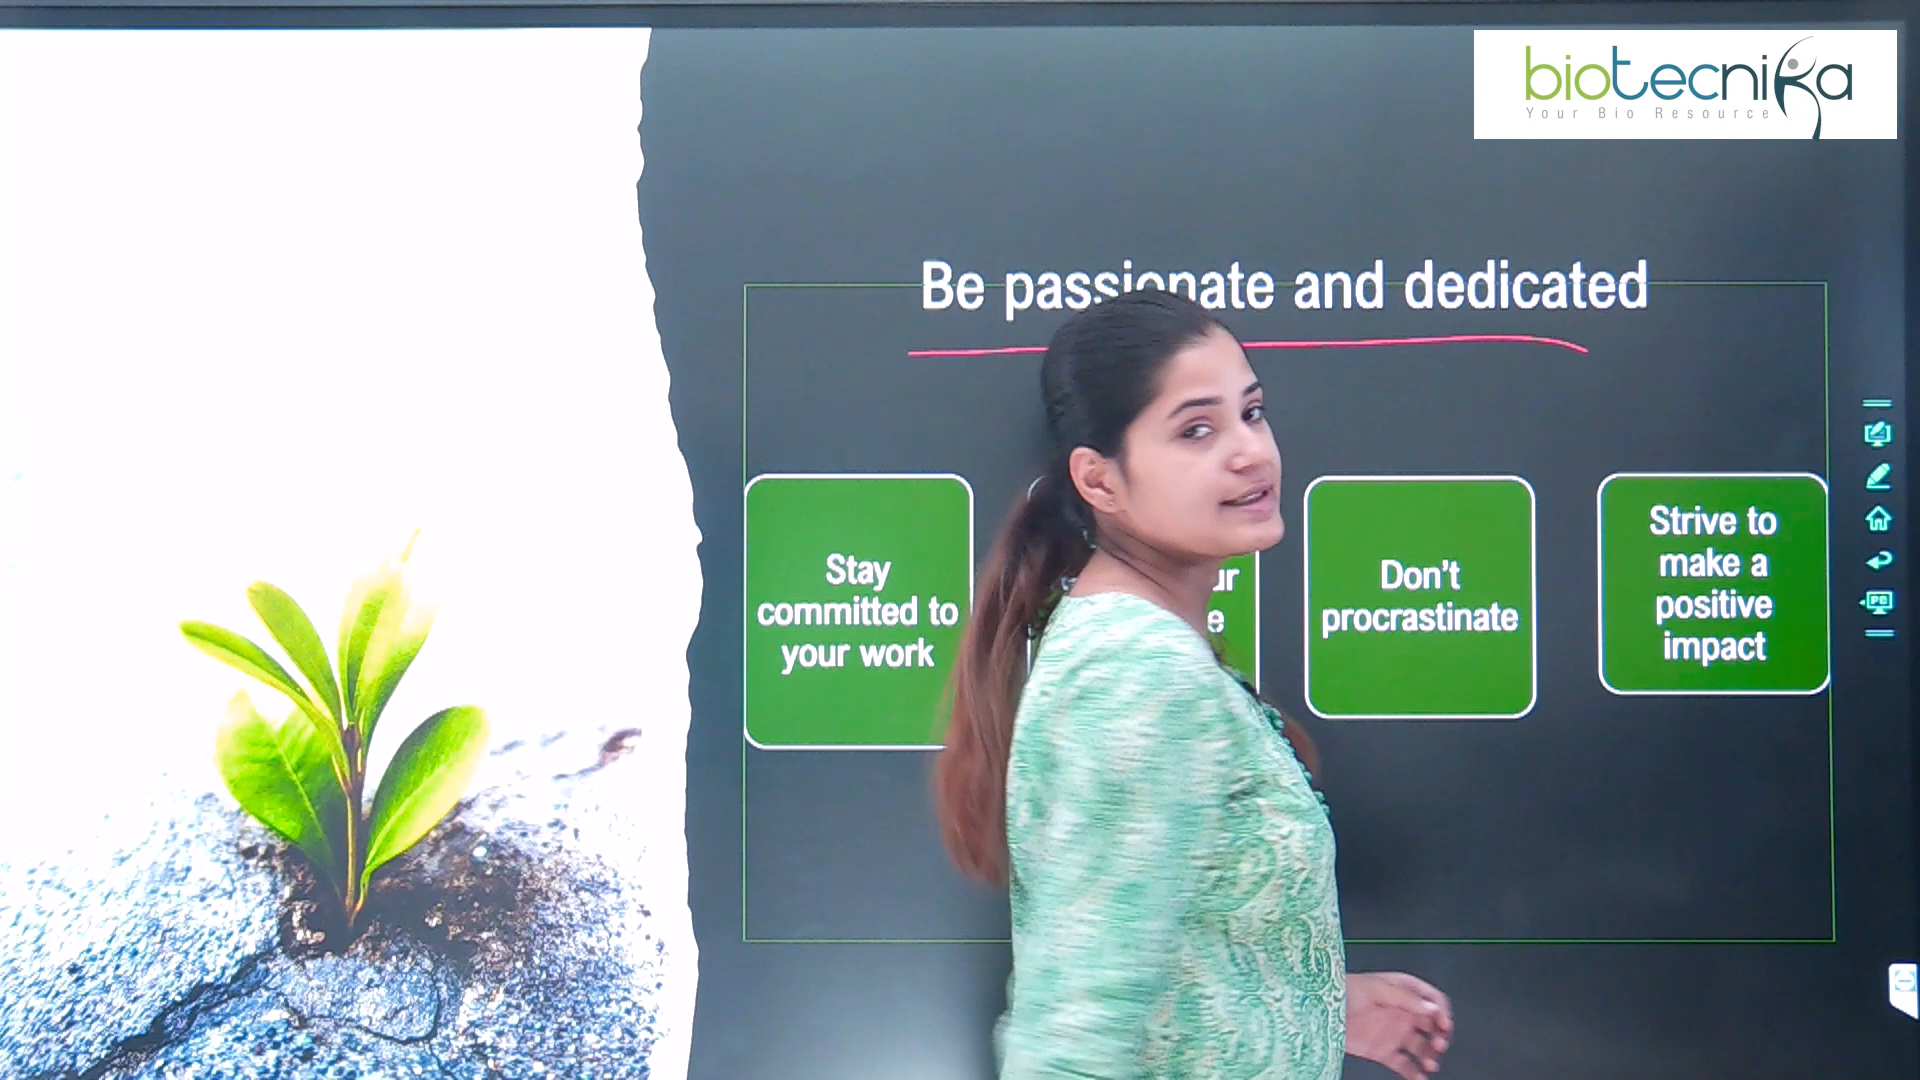 biotecnika
Your Bio Resource
Be passionate and dedicated
Stay
committed to
your work
Don't
procrastinate
Strive to
make a
positive
impact